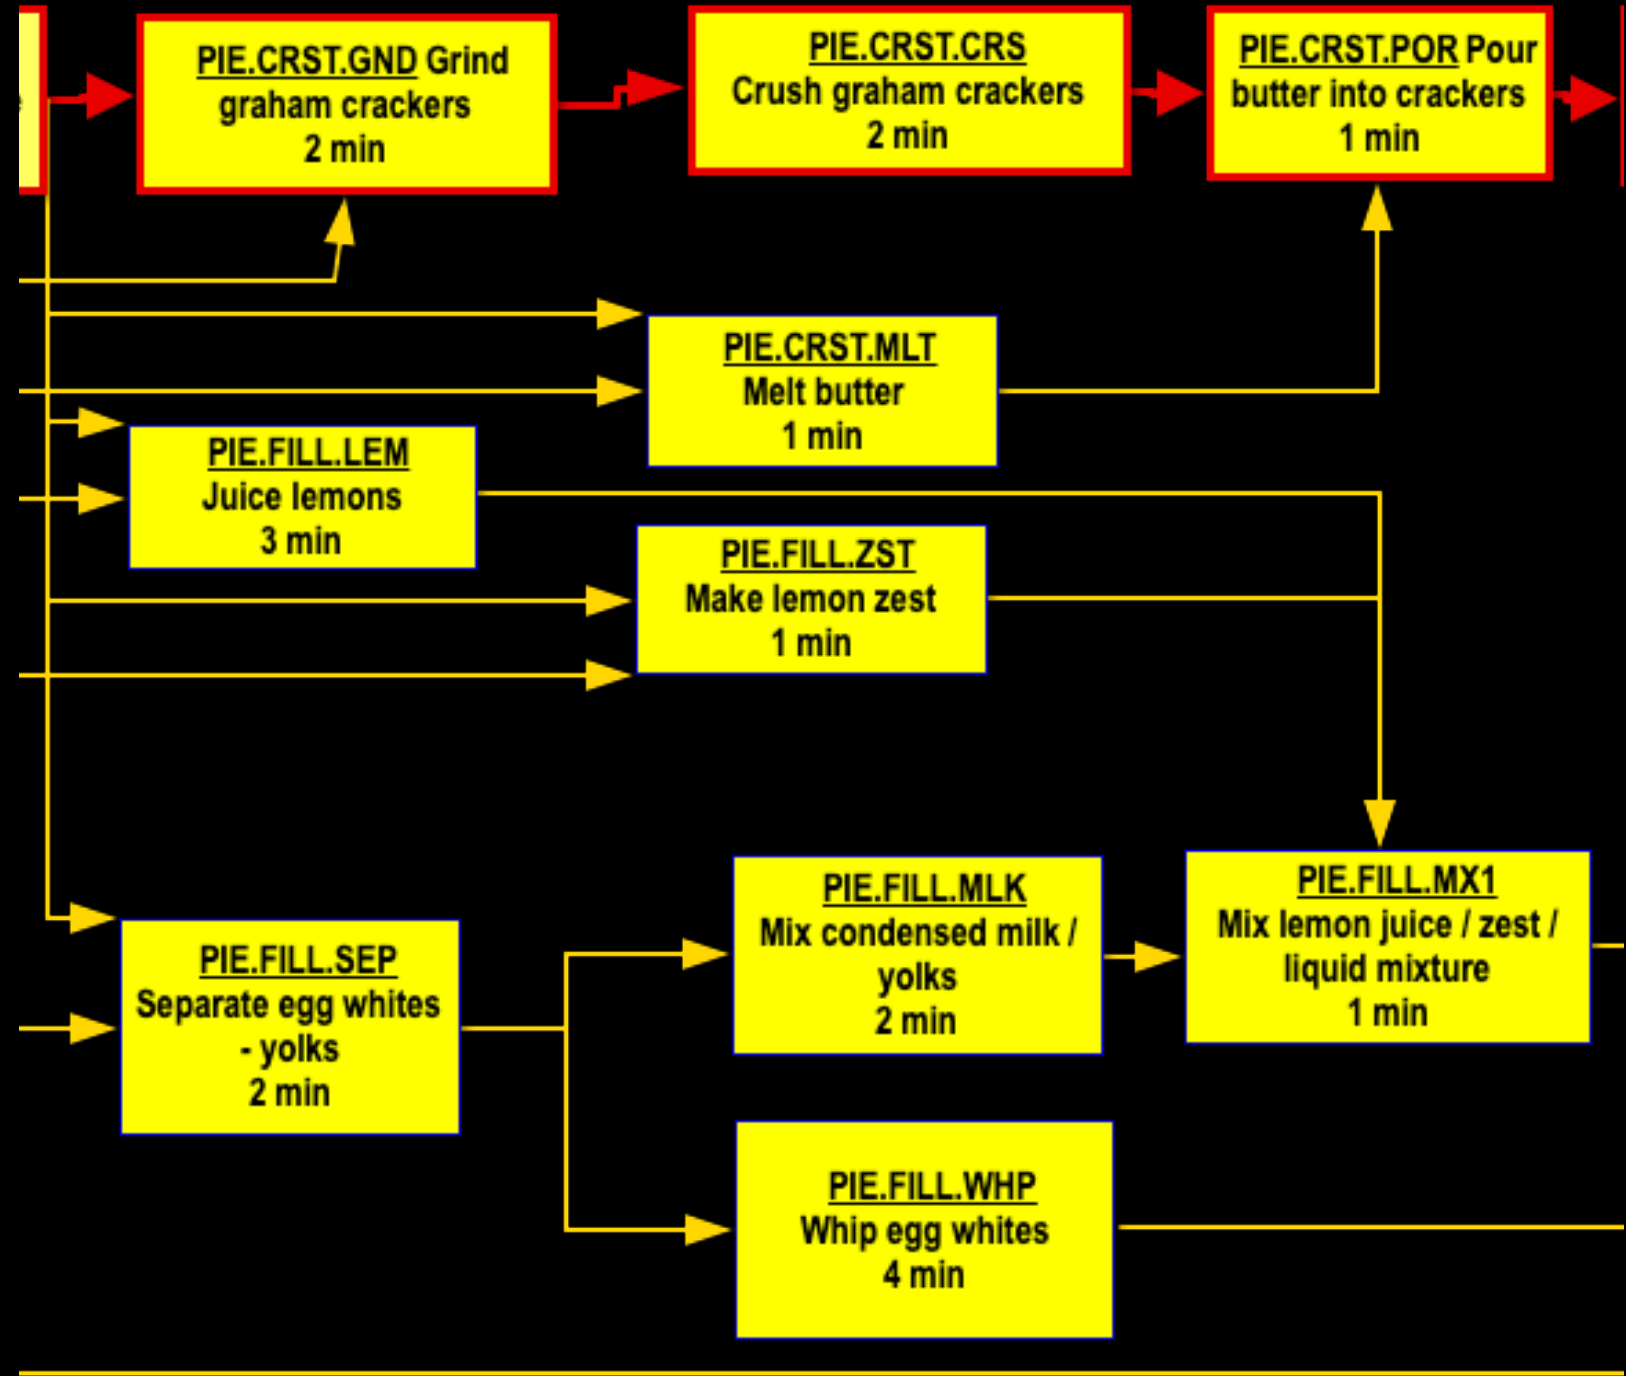 PIE.CRST.GND Grind
graham crackers
2 min
PIE.CRST.CRS
Crush graham crackers
2 min
PIE.CRST.POR Pour
butter into crackers
1 min
PIE.CRST.MLT
Melt butter
1 min
PIE.FILL.LEM
Juice lemons
3 min
PIE.FILL.ZST
Make lemon zest
1 min
PIE.FILL.MLK
Mix condensed milk /
yolks
2 min
PIE.FILL.MX1
Mix lemon juice / zest /
liquid mixture
1 min
PIE.FILL.SEP
Separate egg whites
- yolks
2 min
PIE.FILL.WHP
Whip egg whites
4 min